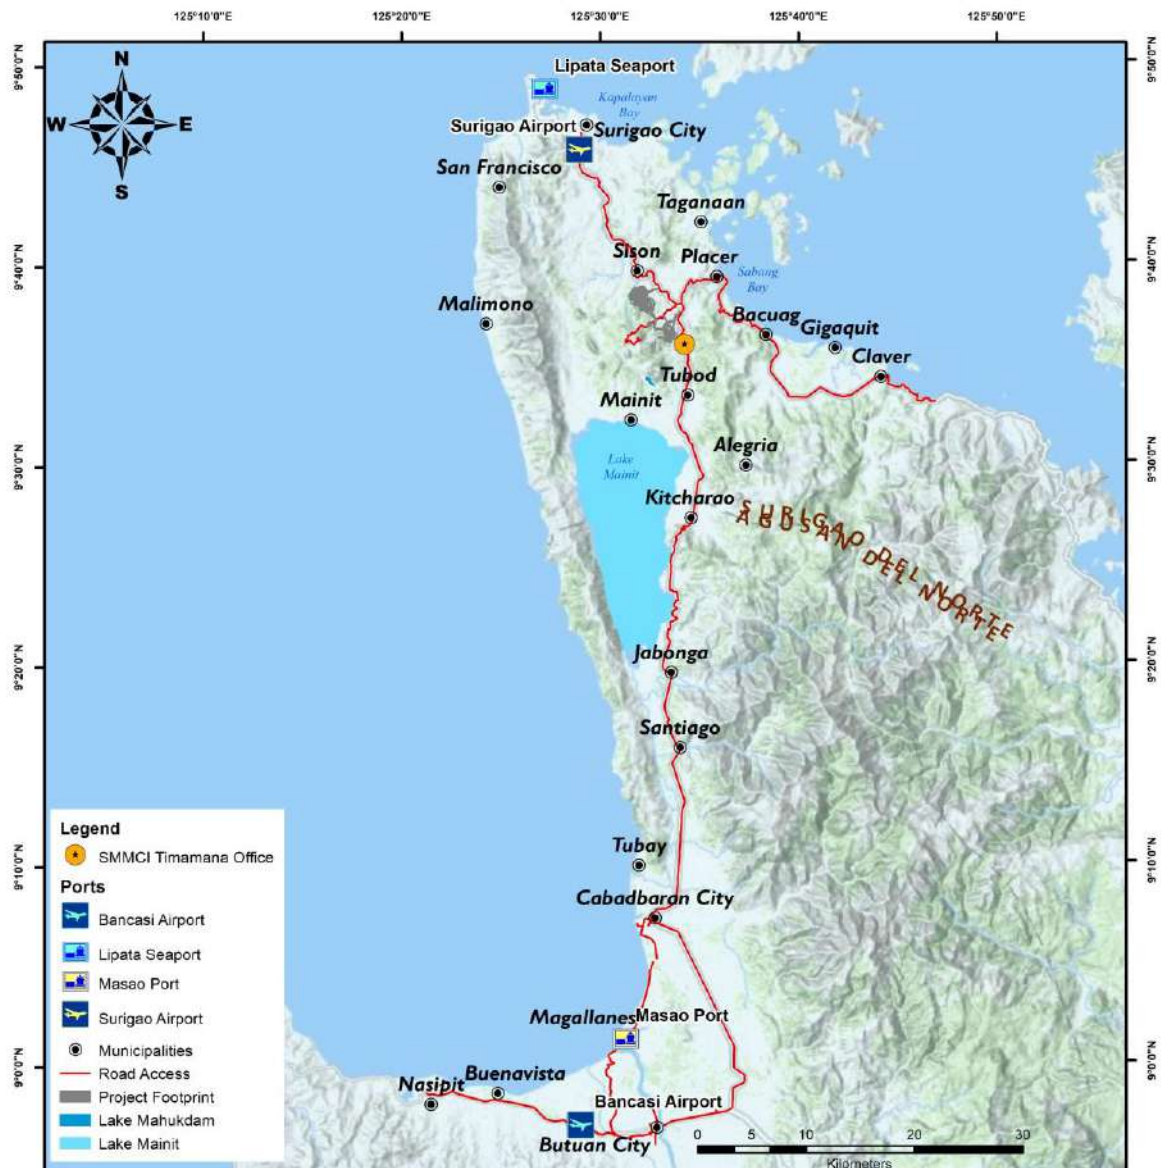 125°10'0"E
125°20'0"E
125°30'0"E
125°40'0"E
125°50'0"E
9°50'0"N
9°50'0"N
N
W
E
S
Lipata Seaport
Kapalayan
Bay
Surigao Airport
Surigao City
San Francisco
Taganaan
9°40'0"N
9°40'0"N
Sison
Placer
Sabang
Bay
Malimono
Bacuag
Gigaquit
Claver
Tubod
Mainit
9°30'0"N
9°30'0"N
Lake
Mainit
Alegria
Kitcharao
SURIGAO DEL NORTE
AGUSAN DEL NORTE
9°20'0"N
9°20'0"N
Jabonga
Santiago
9°10'0"N
9°10'0"N
Tubay
Cabadbaran City
Magallanes
Masao Port
9°0'0"N
9°0'0"N
Nasipit
Buenavista
Bancasi Airport
Butuan City
Legend
SMMCI Timamana Office
Ports
Bancasi Airport
Lipata Seaport
Masao Port
Surigao Airport
Municipalities
Road Access
Project Footprint
Lake Mahukdam
Lake Mainit
0 5 10 20 30
Kilometers